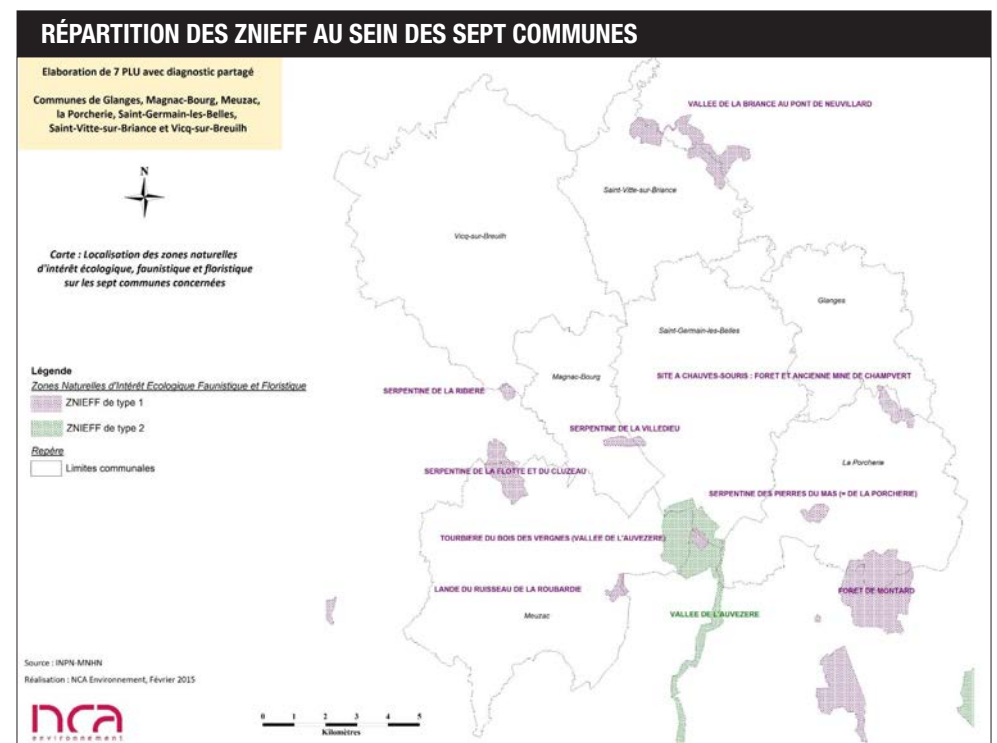 RÉPARTITION DES ZNIEFF AU SEIN DES SEPT COMMUNES
Elaboration de 7 PLU avec diagnostic partagé
Communes de Glanges, Magnac-Bourg, Meuzac,
la Porcherie, Saint-Germain-les-Belles,
Saint-Vitte-sur-Briance et Vicq-sur-Breuilh
N
Carte : Localisation des zones naturelles
d'intérêt écologique, faunistique et floristique
sur les sept communes concernées
Légende
Zones Naturelles d'Intérêt Ecologique Faunistique et Floristique
ZNIEFF de type 1
ZNIEFF de type 2
Repère
Limites communales
VALLEE DE LA BRIANCE AU PONT DE NEUVILLARD
Saint-Vitte-sur-Briance
Vicq-sur-Breuilh
Glanges
Saint-Germain-les-Belles
Magnac-Bourg
SITE A CHAUVES-SOURIS : FORET ET ANCIENNE MINE DE CHAMPVERT
SERPENTINE DE LA RIBIERE
SERPENTINE DE LA VILLEDIEU
La Porcherie
SERPENTINE DE LA FLOTTE ET DU CLUZEAU
SERPENTINE DES PIERRES DU MAS (= DE LA PORCHERIE)
TOURBIERE DU BOIS DES VERGNES (VALLEE DE L'AUVEZERE)
LANDE DU RUISSEAU DE LA ROUBARDIE
FORET DE MONTARD
VALLEE DE L'AUVEZERE
Meuzac
Source : INPN-MNHN
Réalisation : NCA Environnement, Février 2015
nca
environnement
0 1 2 3 4 5
Kilomètres